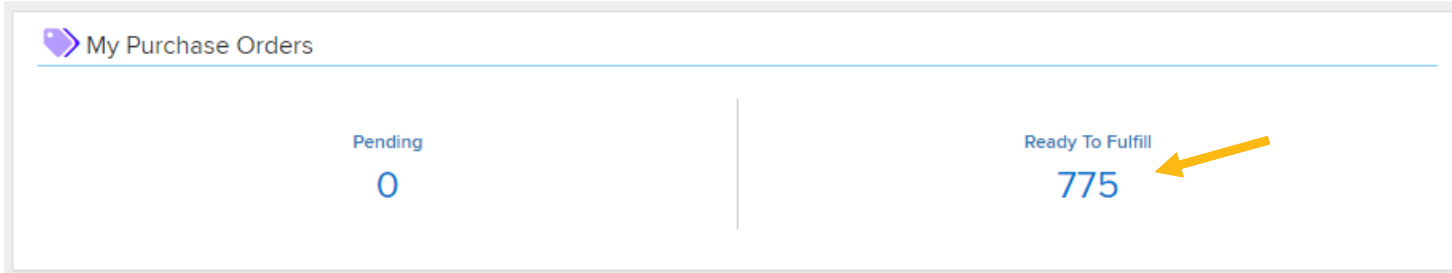 My Purchase Orders
Pending
0
Ready To Fulfill
775